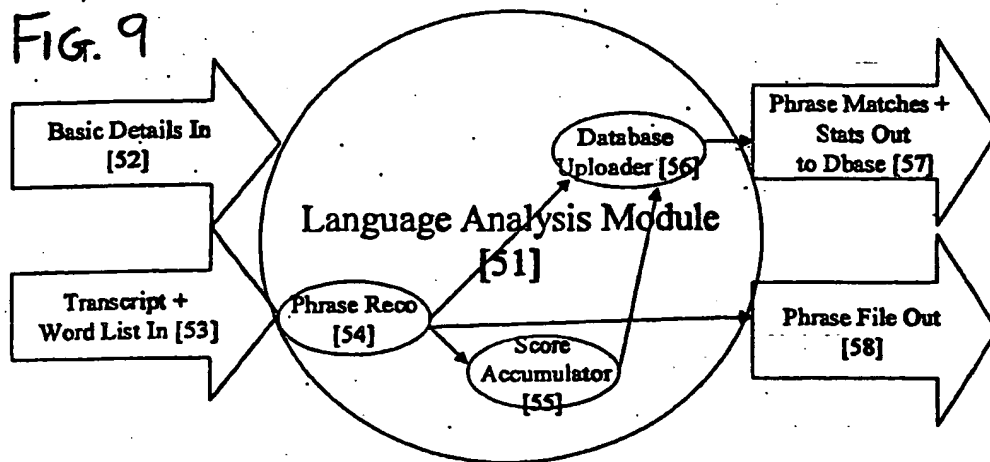 FIG. 9
Basic Details In
[52]
Transcript +
Word List In [53]
Language Analysis Module
[51]
Phrase Reco
[54]
Score
Accumulator
[55]
Database
Uploader [56]
Phrase Matches +
Stats Out
to Dbase [57]
Phrase File Out
[58]